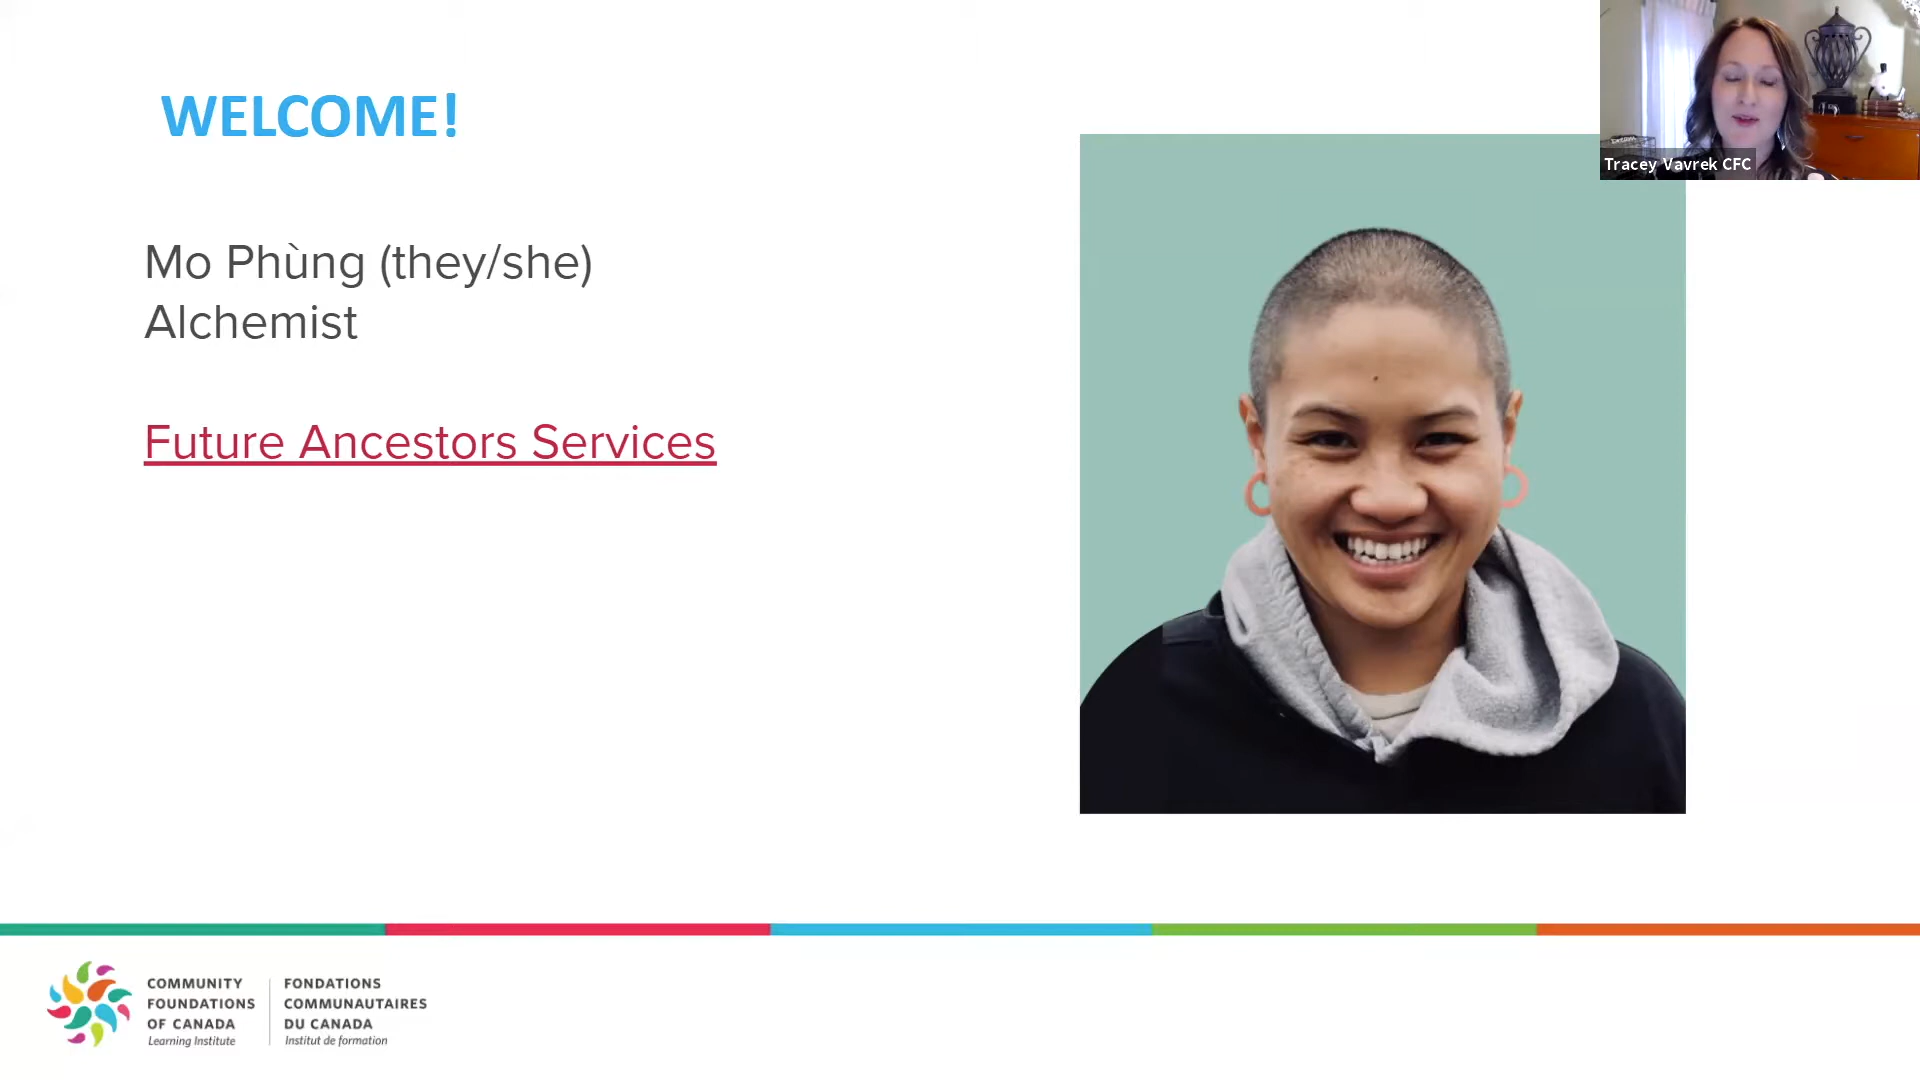 WELCOME!
Tracey Vavrek CFC
Mo Phùng (they/she)
Alchemist
Future Ancestors Services
COMMUNITY
FOUNDATIONS
OF CANADA
Learning Institute
FONDATIONS
COMMUNAUTAIRES
DU CANADA
Institut de formation